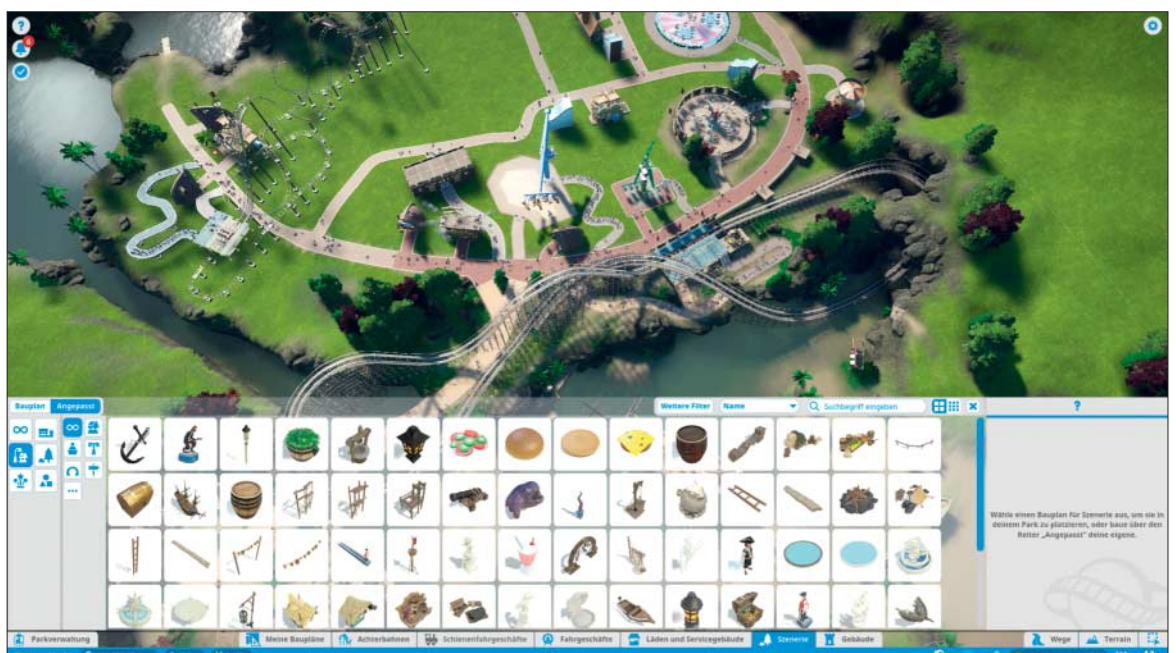 ?
6
Bauplan Angepasst
Weitere Filter Name Suchbegriff eingeben
?
Wähle einen Bauplan für Szenerie aus, um sie in
deinem Park zu platzieren, oder baue über den
Reiter „Angepasst“ deine eigene.
Parkverwaltung Meine Baupläne Achterbahnen Schienenfahrgeschäfte Fahrgeschäfte Läden und Servicegebäude Szenerie Gebäude Wege Terrain